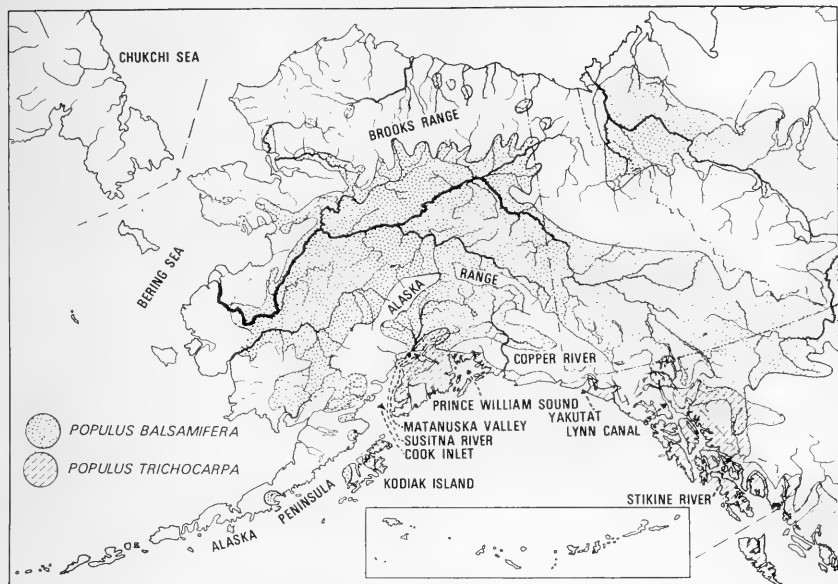 CHUKCHI SEA
BROOKS RANGE
BERING SEA
ALASKA
RANGE
COPPER RIVER
PRINCE WILLIAM SOUND
YAKUTAT
MATANUSKA VALLEY
LYNN CANAL
SUSITNA RIVER
COOK INLET
POPULUS BALSAMIFERA
POPULUS TRICHOCARPA
KODIAK ISLAND
STIKINE RIVER
ALASKA PENINSULA